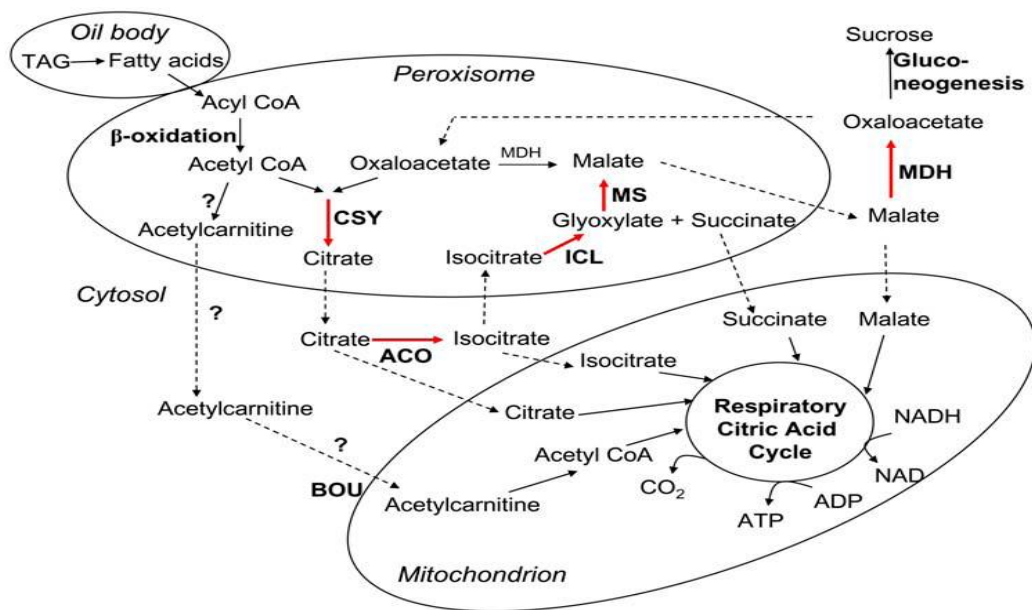 Oil body
TAG Fatty acids
Peroxisome
Sucrose
Gluco-
neogenesis
Acyl CoA
β-oxidation
Oxaloacetate
Acetyl CoA Oxaloacetate MDH Malate
MDH
?
CSY
MS
Malate
Acetylcarnitine
Glyoxylate + Succinate
Citrate
Isocitrate
ICL
Cytosol
?
Succinate Malate
Citrate
ACO
Isocitrate
Isocitrate
Acetylcarnitine
Citrate
Respiratory
Citric Acid
Cycle
NADH
?
Acetyl CoA
NAD
BOU
Acetylcarnitine
CO2
ATP
ADP
Mitochondrion